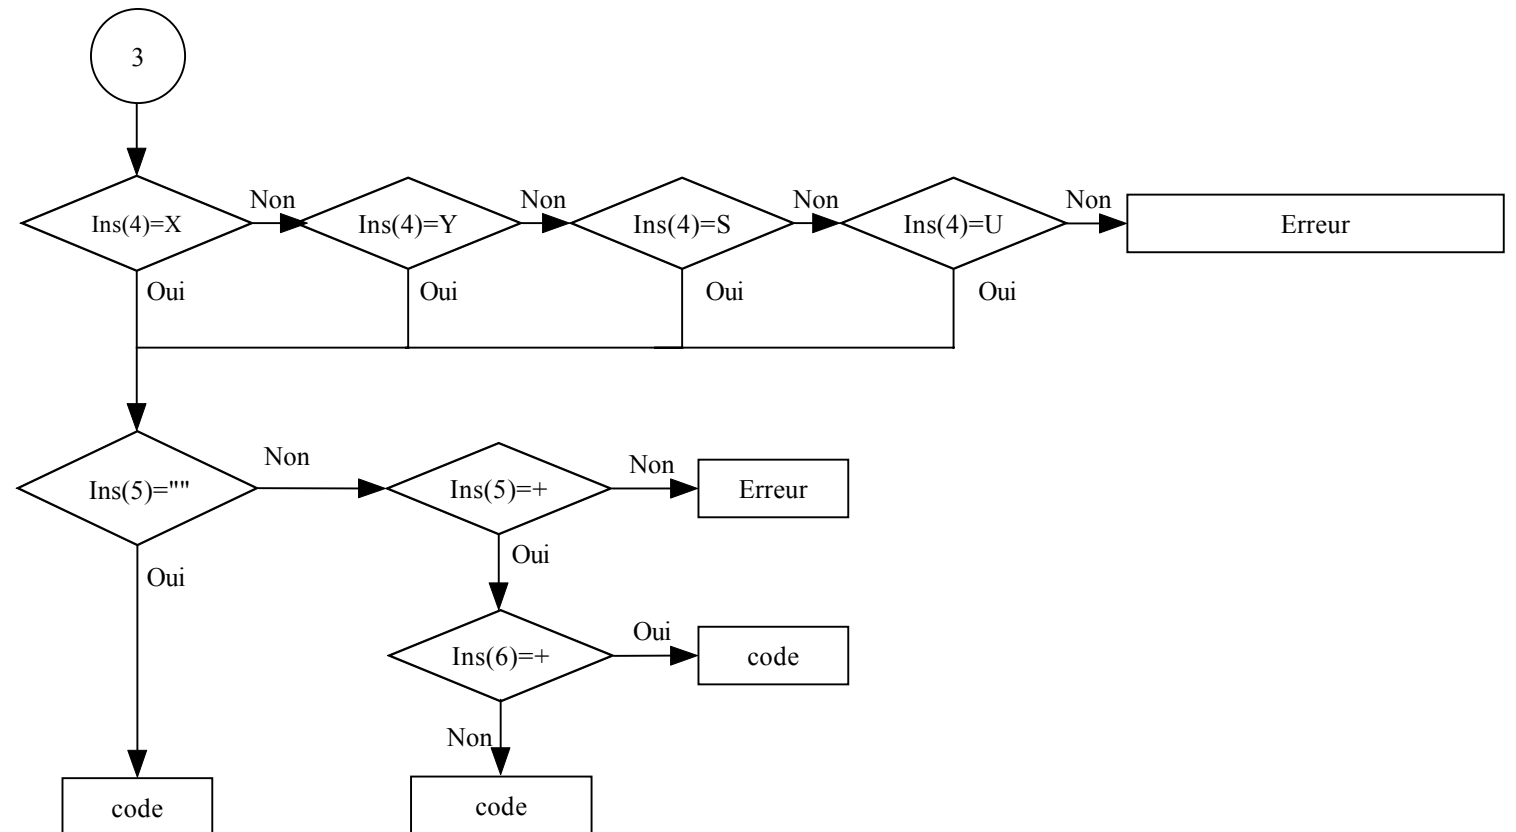 3
Ins(4)=X
Non
Ins(4)=Y
Non
Ins(4)=S
Non
Ins(4)=U
Non
Erreur
Oui
Oui
Oui
Oui
Ins(5)=""
Non
Ins(5)=+
Non
Erreur
Oui
Oui
Ins(6)=+
Oui
code
Non
code
code